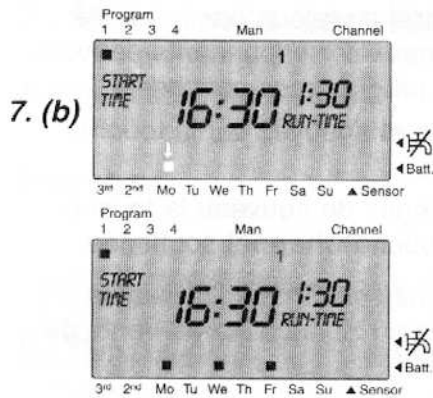 Program
1 2 3 4 Man Channel
1
START
TIME
16:30
1:30
RUN-TIME
7. (b)
Batt.
3rd 2nd Mo Tu We Th Fr Sa Su ▲ Sensor
Program
1 2 3 4 Man Channel
1
START
TIME
16:30
1:30
RUN-TIME
Batt.
3rd 2nd Mo Tu We Th Fr Sa Su ▲ Sensor